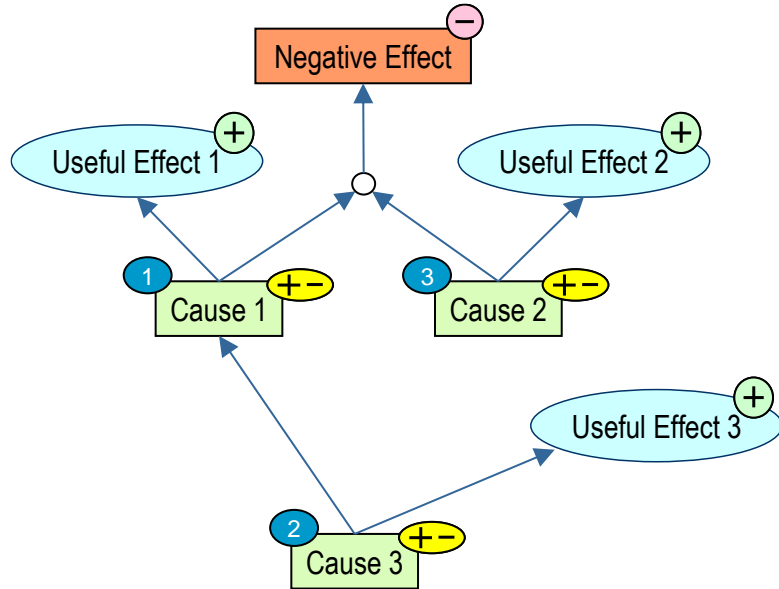 −
Negative Effect
+
Useful Effect 1
+
Useful Effect 2
1
+−
Cause 1
3
+−
Cause 2
+
Useful Effect 3
2
+−
Cause 3